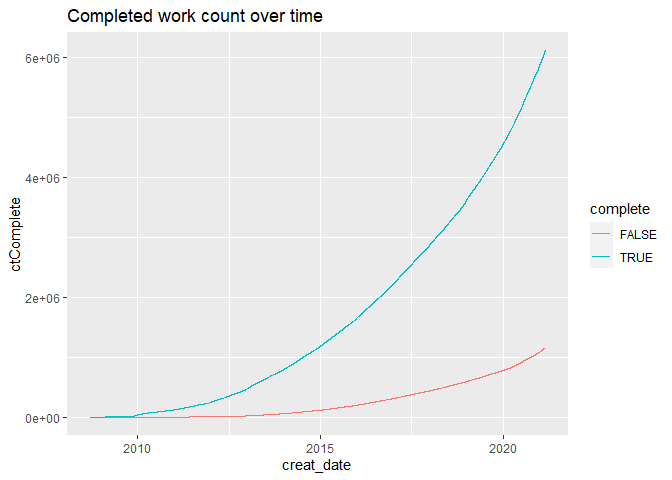 Completed work count over time
6e+06
4e+06
2e+06
0e+00
ctComplete
2010
2015
2020
creat_date
complete
FALSE
TRUE